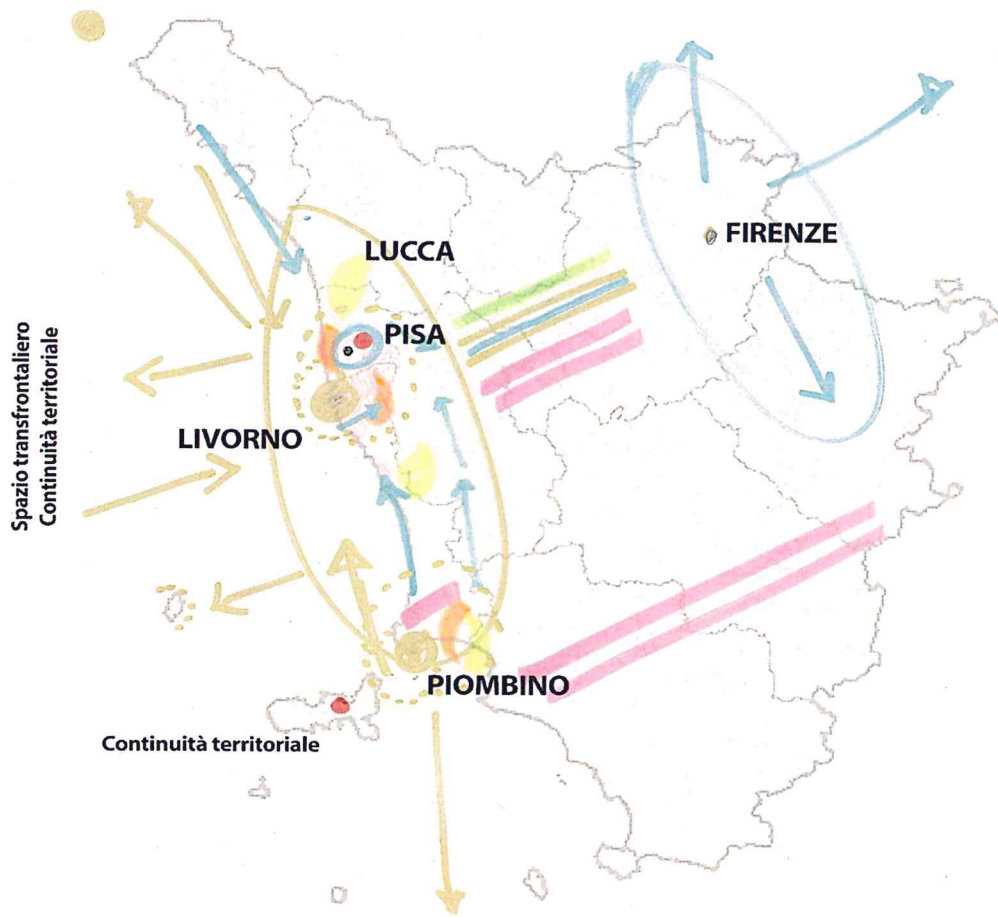 FIRENZE
LUCCA
PISA
LIVORNO
Spazio transfrontaliero
Continuità territoriale
PIOMBINO
Continuità territoriale